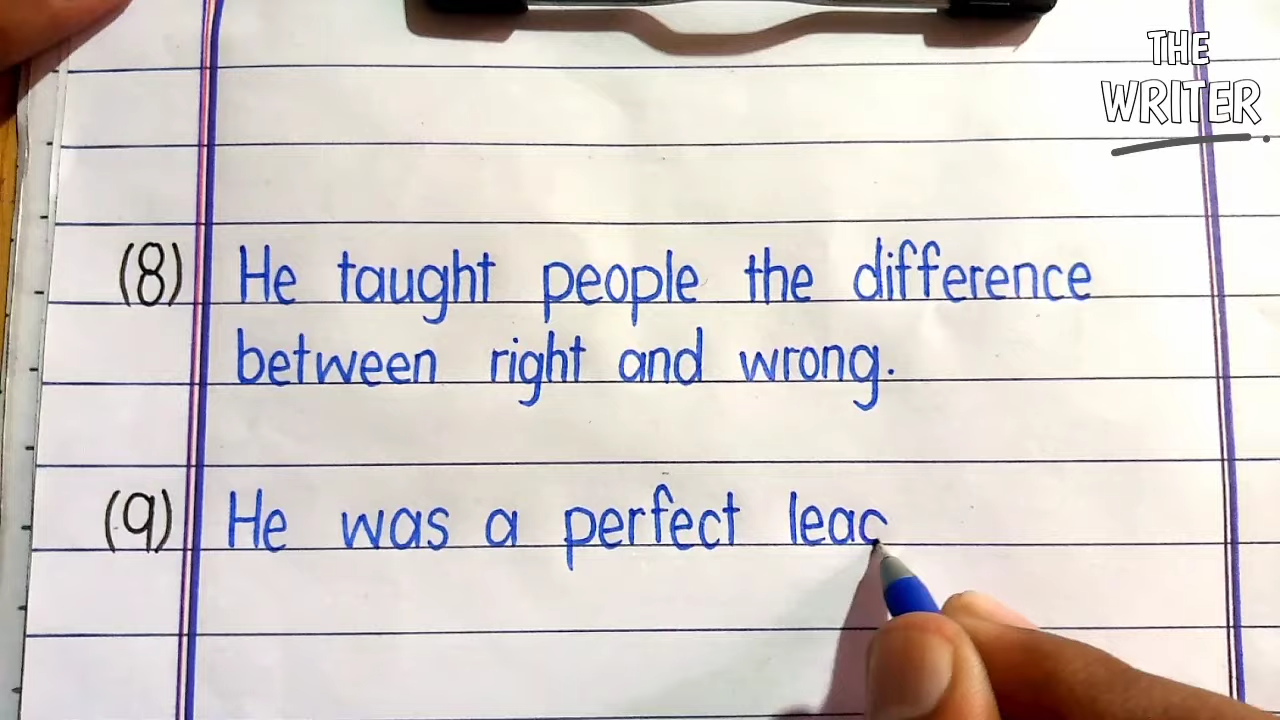 THE
WRITER
(8) He taught people the difference
between right and wrong.
(9) He was a perfect leac